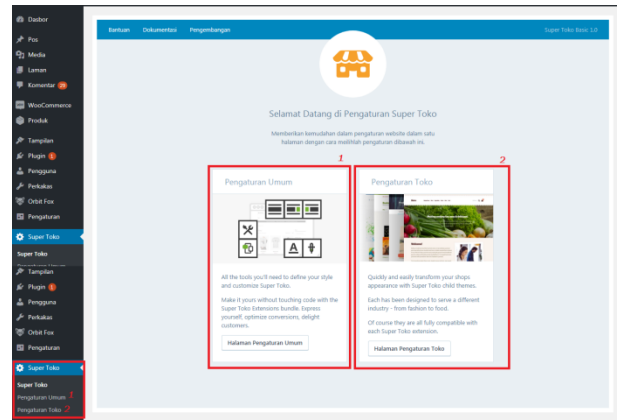 Dasbor
Pos
Media
Laman
Komentar 29
WooCommerce
Produk
Tampilan
Plugin 1
Pengguna
Perkakas
Orbit Fox
Pengaturan
Super Toko
Super Toko
Pengaturan Umum
Tampilan
Plugin 1
Pengguna
Perkakas
Orbit Fox
Pengaturan
Super Toko
Super Toko
Pengaturan Umum 1
Pengaturan Toko 2
Bantuan Dokumentasi Pengembangan Super Toko Basic 1.0
Selamat Datang di Pengaturan Super Toko
Memberikan kemudahan dalam pengaturan website dalam satu
halaman dengan cara melihlah pengaturan dibawah ini.
1
Pengaturan Umum
A
All the tools you'll need to define your style
and customize Super Toko.
Make it yours without touching code with the
Super Toko Extensions bundle. Express
yourself, optimize conversions, delight
customers.
Halaman Pengaturan Umum
2
Pengaturan Toko
Quickly and easily transform your shops
appearance with Super Toko child themes.
Each has been designed to serve a different
industry - from fashion to food.
Of course they are all fully compatible with
each Super Toko extension.
Halaman Pengaturan Toko